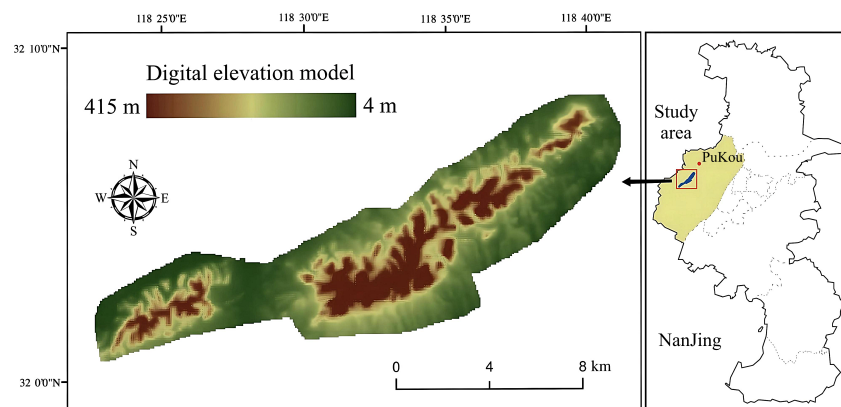 118 25'0"E 118 30'0"E 118 35'0"E 118 40'0"E
32 10'0"N
Digital elevation model
415 m 4 m
N
W E
S
32 0'0"N
0 4 8 km
Study
area
PuKou
NanJing